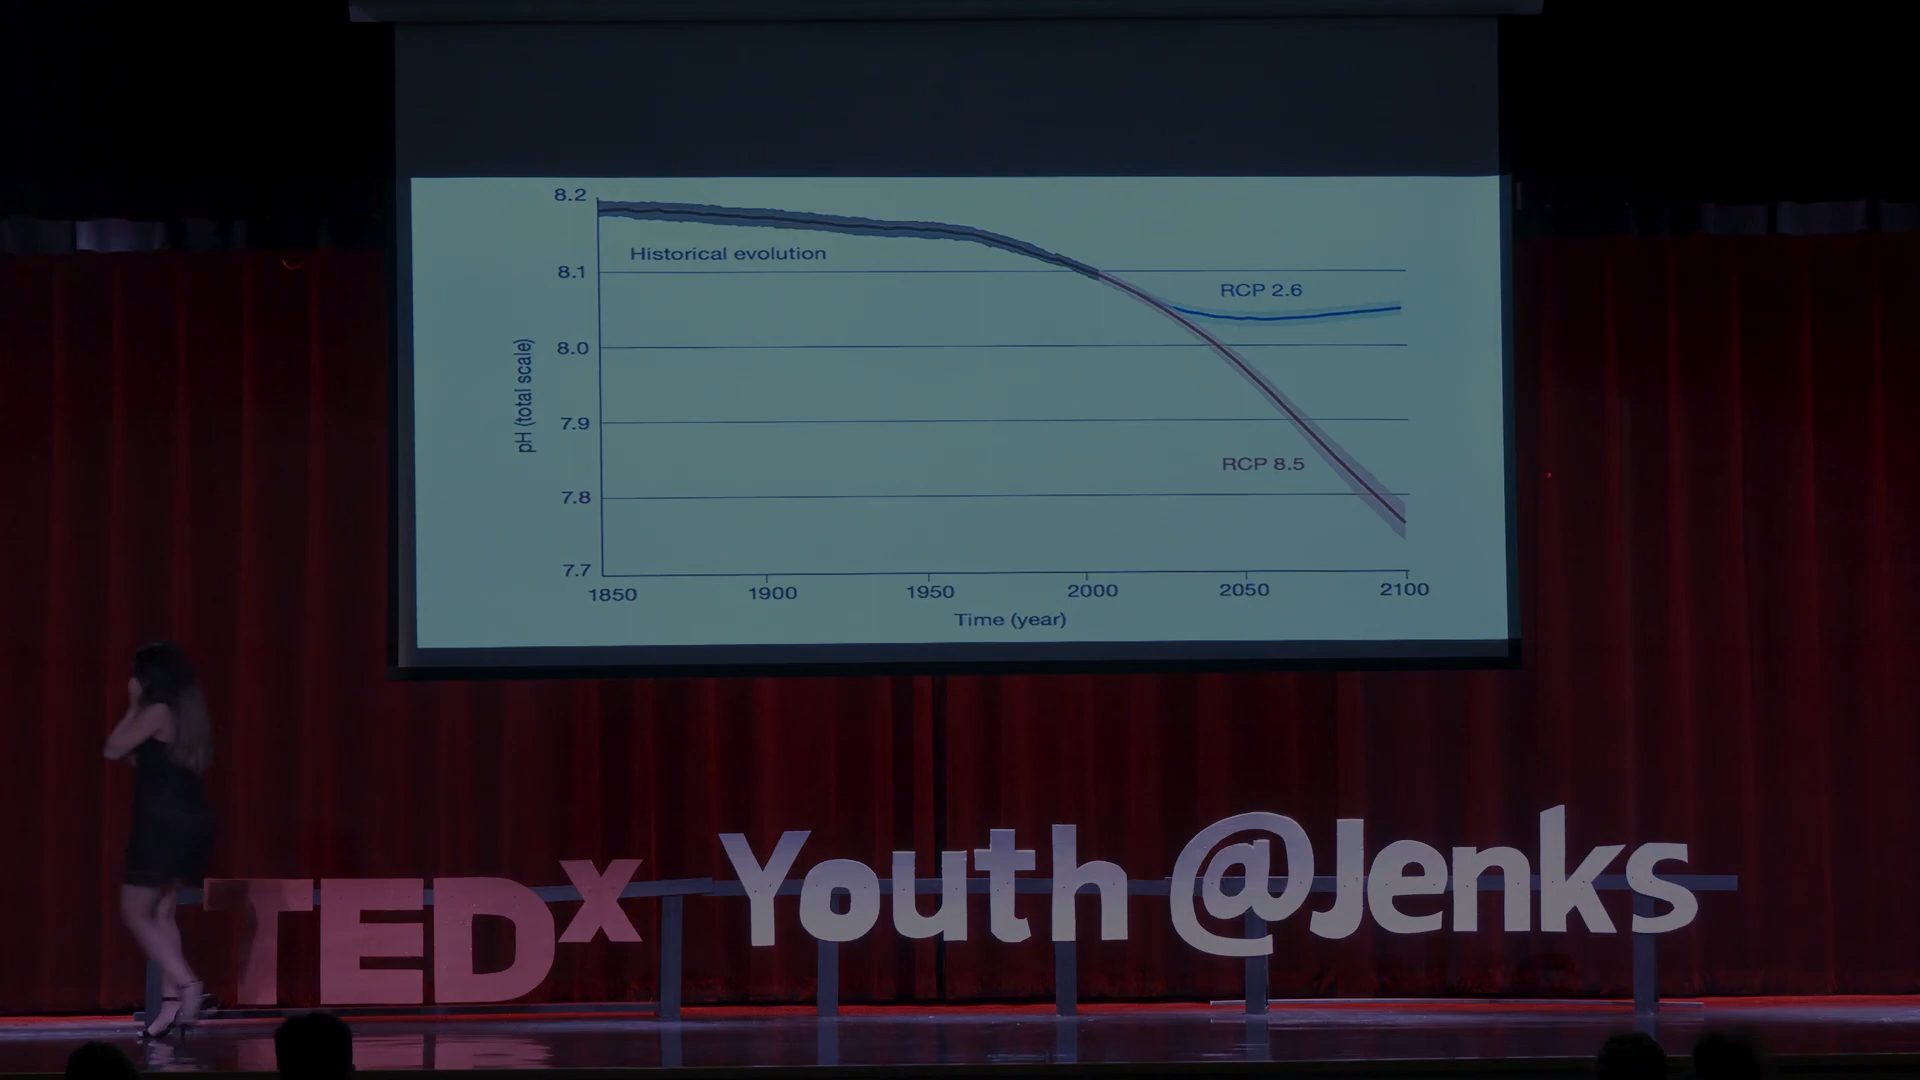 8.2
Historical evolution
8.1
RCP 2.6
8.0
pH (total scale)
7.9
RCP 8.5
7.8
7.7
1850 1900 1950 2000 2050 2100
Time (year)
TEDx Youth @Jenks